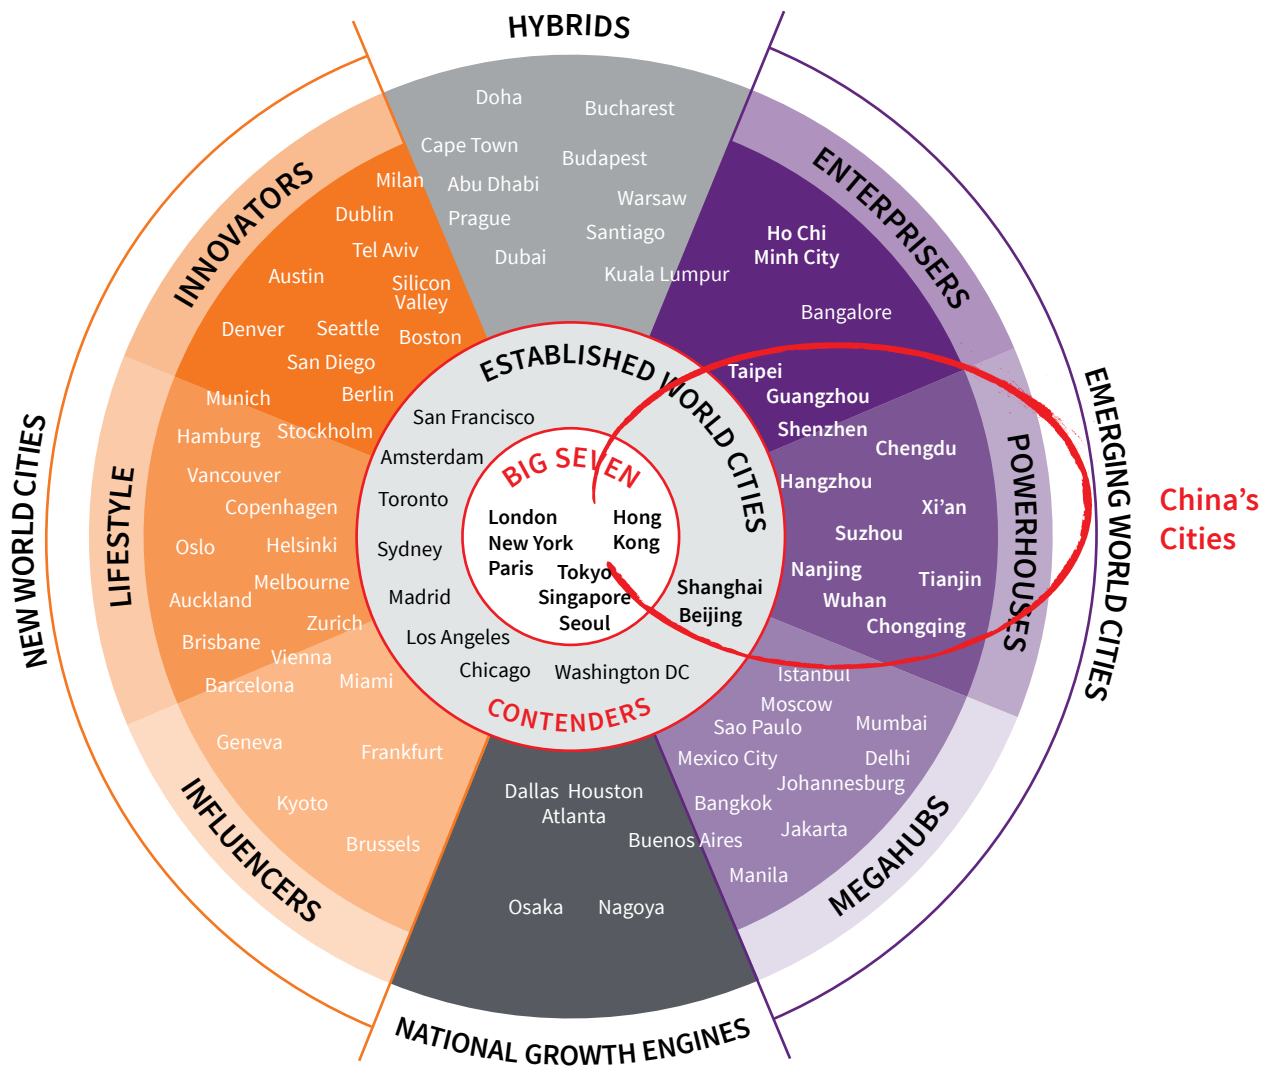 HYBRIDS
Doha
Bucharest
Cape Town
Budapest
Abu Dhabi
Warsaw
Prague
Santiago
Dubai
Kuala Lumpur
INNOVATORS
Milan
Dublin
Tel Aviv
Austin
Silicon
Valley
Denver
Seattle
Boston
San Diego
Berlin
Munich
Stockholm
ENTERPRISERS
Ho Chi
Minh City
Bangalore
Taipei
Guangzhou
Shenzhen
NEW WORLD CITIES
LIFESTYLE
Hamburg
Vancouver
Copenhagen
Oslo
Helsinki
Melbourne
Auckland
Zurich
Brisbane
Vienna
ESTABLISHED WORLD CITIES
San Francisco
Amsterdam
Toronto
Sydney
Madrid
Los Angeles
Chicago
Washington DC
Shanghai
Beijing
CONTENDERS
BIG SEVEN
London
New York
Paris
Hong
Kong
Tokyo
Singapore
Seoul
POWERHOUSES
Chengdu
Hangzhou
Xi’an
Suzhou
Nanjing
Tianjin
Wuhan
Chongqing
EMERGING WORLD CITIES
China’s
Cities
INFLUENCERS
Barcelona
Miami
Geneva
Frankfurt
Kyoto
Brussels
MEGAHUBS
Istanbul
Moscow
Sao Paulo
Mumbai
Mexico City
Delhi
Johannesburg
Bangkok
Jakarta
Manila
Dallas Houston
Atlanta
Buenos Aires
Osaka
Nagoya
NATIONAL GROWTH ENGINES